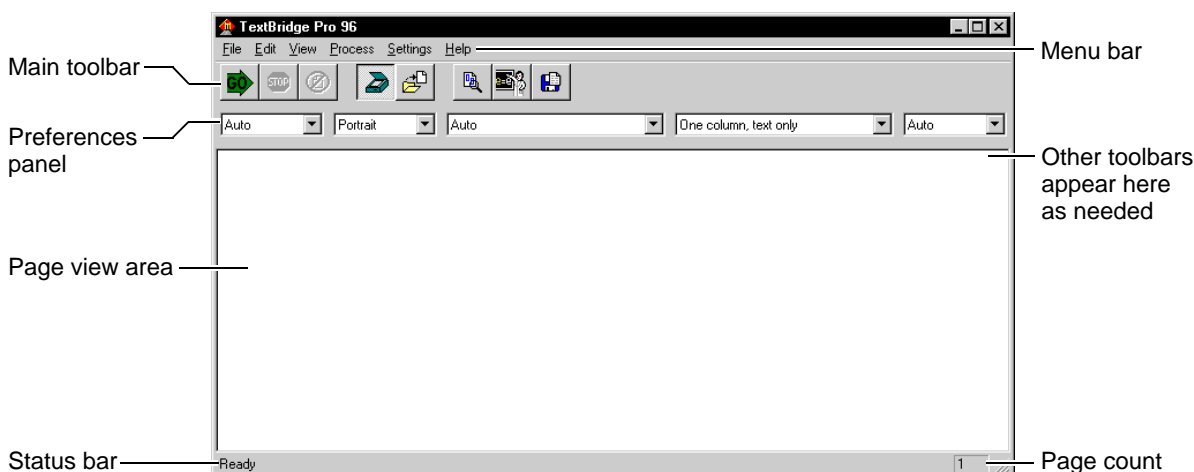 TextBridge Pro 96
File Edit View Process Settings Help
Menu bar
Main toolbar
GO STOP
Preferences
panel
Auto Portrait Auto One column, text only Auto
Other toolbars
appear here
as needed
Page view area
Status bar
Ready 1
Page count